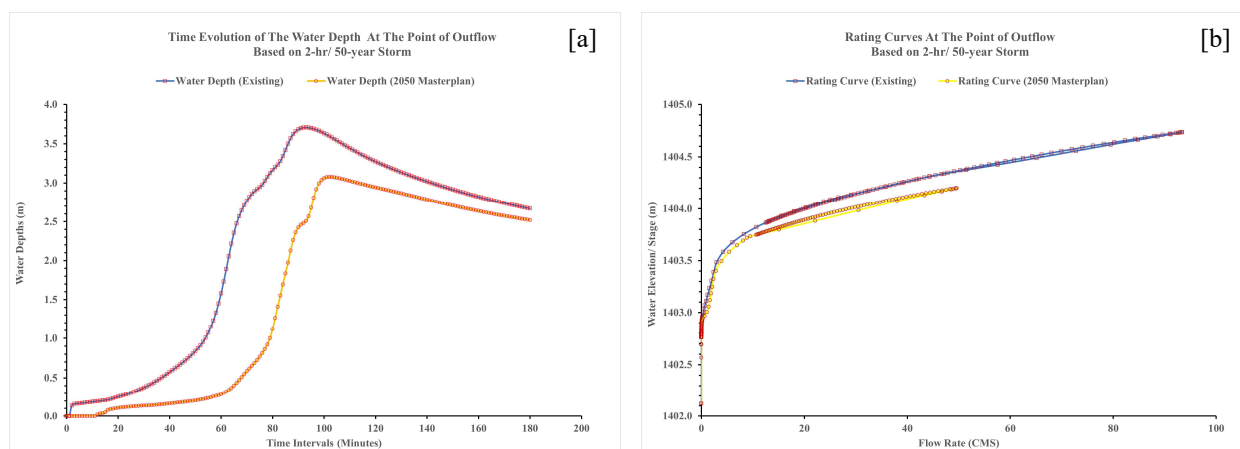 Time Evolution of The Water Depth At The Point of Outflow
Based on 2-hr/ 50-year Storm
[a]
Water Depth (Existing) Water Depth (2050 Masterplan)
4.0
3.5
3.0
2.5
2.0
1.5
1.0
0.5
0.0
Water Depths (m)
0 20 40 60 80 100 120 140 160 180 200
Time Intervals (Minutes)
Rating Curves At The Point of Outflow
Based on 2-hr/ 50-year Storm
[b]
Rating Curve (Existing) Rating Curve (2050 Masterplan)
1405.0
1404.5
1404.0
1403.5
1403.0
1402.5
1402.0
Water Elevation/ Stage (m)
0 20 40 60 80 100
Flow Rate (CMS)